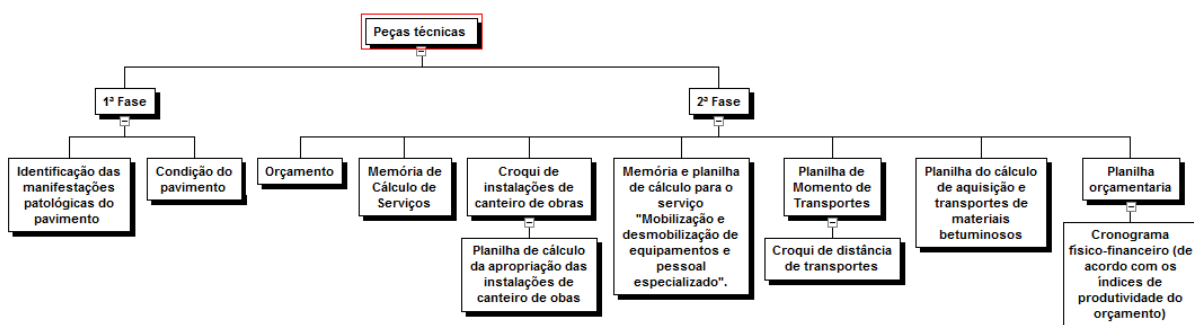 Peças técnicas
1ª Fase
2ª Fase
Identificação das
manifestações
patológicas do
pavimento
Condição do
pavimento
Orçamento
Memória de
Cálculo de
Serviços
Croqui de
instalações de
canteiro de obras
Memória e planilha
de cálculo para o
serviço
"Mobilização e
desmobilização de
equipamentos e
pessoal
especializado".
Planilha de
Momento de
Transportes
Planilha do cálculo
de aquisição e
transportes de
materiais
betuminosos
Planilha
orçamentaria
Planilha de cálculo
da apropriação das
instalações de
canteiro de obas
Croqui de distância
de transportes
Cronograma
físico-financeiro (de
acordo com os
índices de
produtividade do
orçamento)